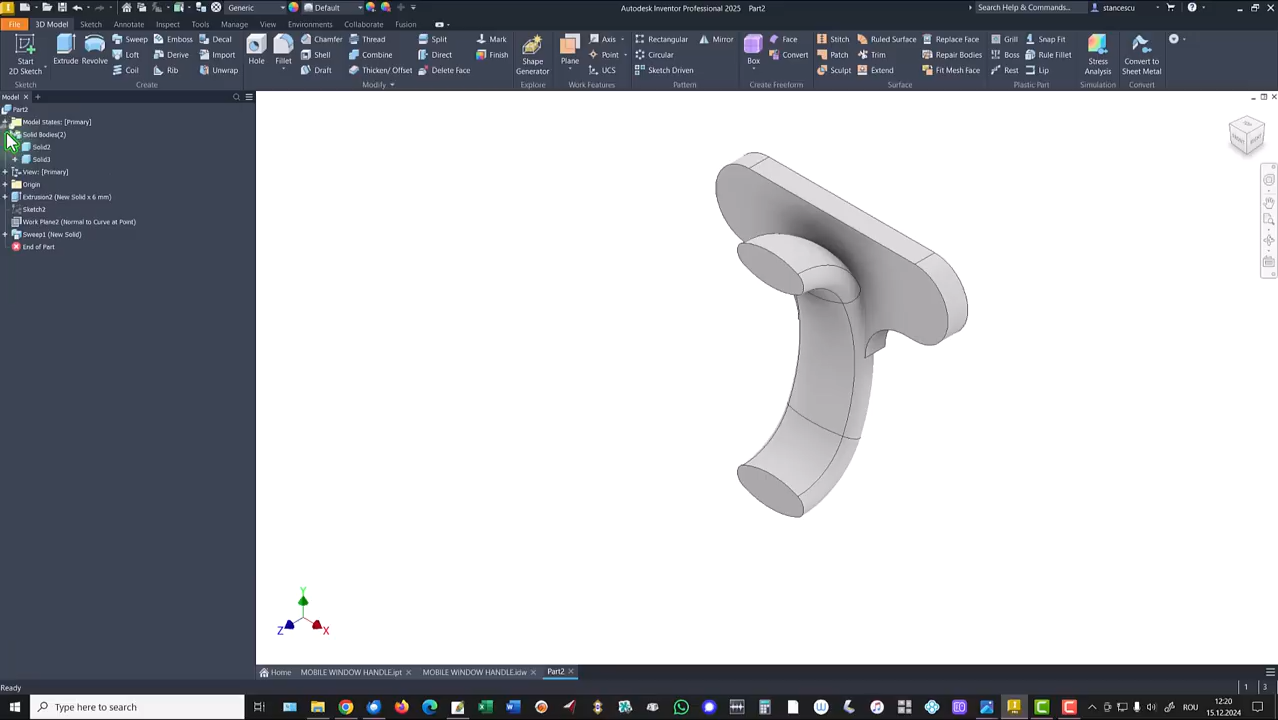 Generic
Default
Autodesk Inventor Professional 2025 Part2
Search Help & Commands...
stancescu
File
3D Model
Sketch
Annotate
Inspect
Tools
Manage
View
Environments
Collaborate
Fusion
Start
2D Sketch
Extrude
Revolve
Sweep
Loft
Coil
Emboss
Derive
Rib
Decal
Import
Unwrap
Hole
Fillet
Chamfer
Shell
Draft
Thread
Combine
Thicken/ Offset
Split
Direct
Delete Face
Mark
Finish
Shape
Generator
Plane
Axis
Point
UCS
Rectangular
Circular
Sketch Driven
Mirror
Box
Face
Convert
Stitch
Patch
Sculpt
Ruled Surface
Trim
Extend
Replace Face
Repair Bodies
Fit Mesh Face
Grill
Boss
Rest
Snap Fit
Rule Fillet
Lip
Stress
Analysis
Convert to
Sheet Metal
Sketch
Create
Modify
Explore
Work Features
Pattern
Create Freeform
Surface
Plastic Part
Simulation
Convert
Model
Part2
Model States: [Primary]
Solid Bodies(2)
Solid2
Solid3
View: [Primary]
Origin
Extrusion2 (New Solid x 6 mm)
Sketch2
Work Plane2 (Normal to Curve at Point)
Sweep1 (New Solid)
End of Part
Y
Z
X
Home
MOBILE WINDOW HANDLE.ipt
MOBILE WINDOW HANDLE.idw
Part2
Ready
1
3
Type here to search
ROU
12:20
15.12.2024